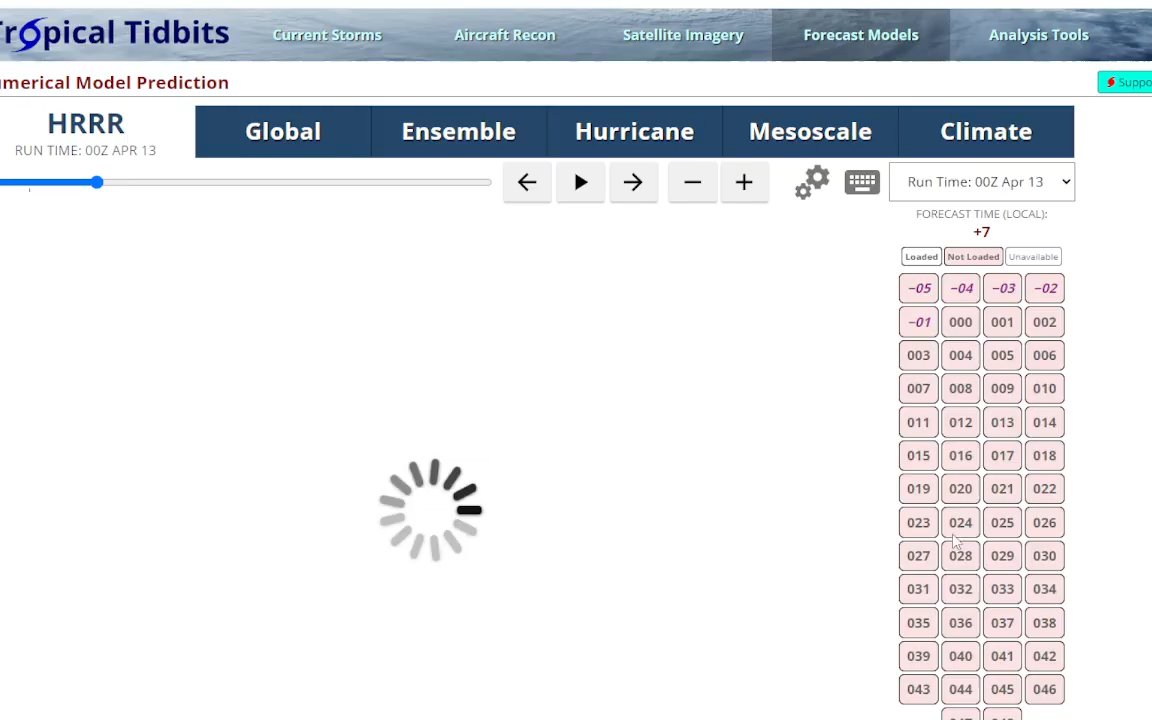 Tropical Tidbits
Current Storms
Aircraft Recon
Satellite Imagery
Forecast Models
Analysis Tools
umerical Model Prediction
Suppo
HRRR
RUN TIME: 00Z APR 13
Global
Ensemble
Hurricane
Mesoscale
Climate
Run Time: 00Z Apr 13
FORECAST TIME (LOCAL):
+7
Loaded Not Loaded Unavailable
−05 −04 −03 −02
−01 000 001 002
003 004 005 006
007 008 009 010
011 012 013 014
015 016 017 018
019 020 021 022
023 024 025 026
027 028 029 030
031 032 033 034
035 036 037 038
039 040 041 042
043 044 045 046